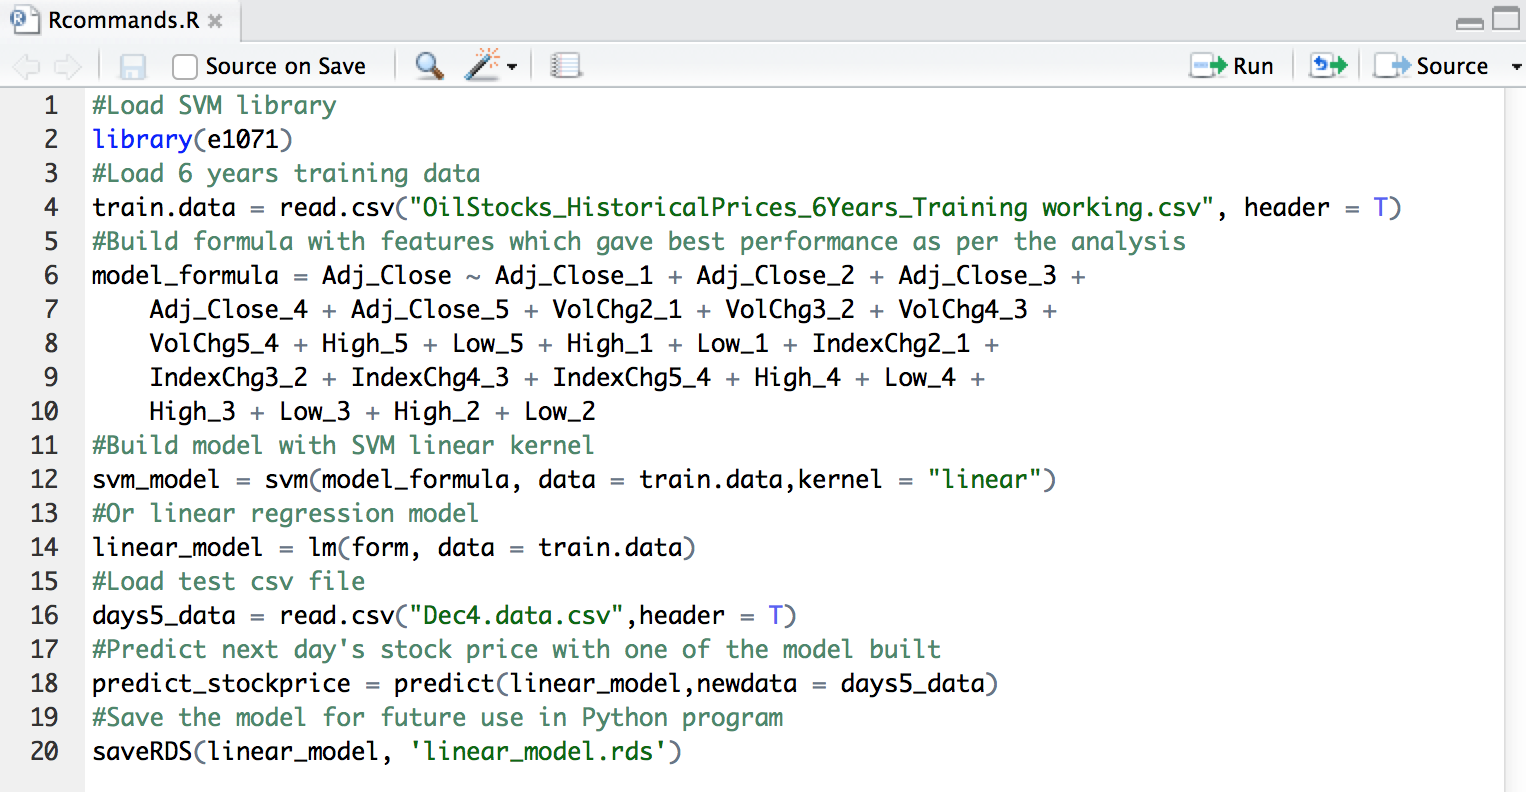 Rcommands.R
Source on Save
Run
Source
1 #Load SVM library
2 library(e1071)
3 #Load 6 years training data
4 train.data = read.csv("OilStocks_HistoricalPrices_6Years_Training working.csv", header = T)
5 #Build formula with features which gave best performance as per the analysis
6 model_formula = Adj_Close ~ Adj_Close_1 + Adj_Close_2 + Adj_Close_3 +
7     Adj_Close_4 + Adj_Close_5 + VolChg2_1 + VolChg3_2 + VolChg4_3 +
8     VolChg5_4 + High_5 + Low_5 + High_1 + Low_1 + IndexChg2_1 +
9     IndexChg3_2 + IndexChg4_3 + IndexChg5_4 + High_4 + Low_4 +
10     High_3 + Low_3 + High_2 + Low_2
11 #Build model with SVM linear kernel
12 svm_model = svm(model_formula, data = train.data,kernel = "linear")
13 #Or linear regression model
14 linear_model = lm(form, data = train.data)
15 #Load test csv file
16 days5_data = read.csv("Dec4.data.csv",header = T)
17 #Predict next day's stock price with one of the model built
18 predict_stockprice = predict(linear_model,newdata = days5_data)
19 #Save the model for future use in Python program
20 saveRDS(linear_model, 'linear_model.rds')